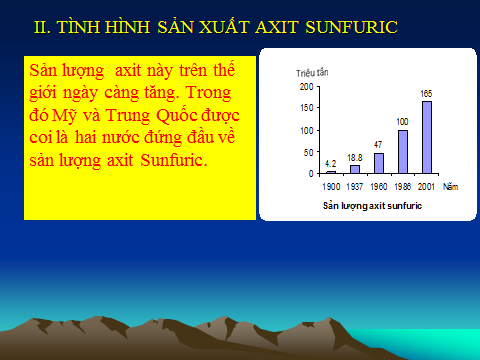 II. TÌNH HÌNH SẢN XUẤT AXIT SUNFURIC
Sản lượng axit này trên thế
giới ngày càng tăng. Trong
đó Mỹ và Trung Quốc được
coi là hai nước đứng đầu về
sản lượng axit Sunfuric.
Triệu tấn
200
150
100
50
0
4.2
18.8
47
100
165
1900 1937 1960 1986 2001 Năm
Sản lượng axit sunfuric